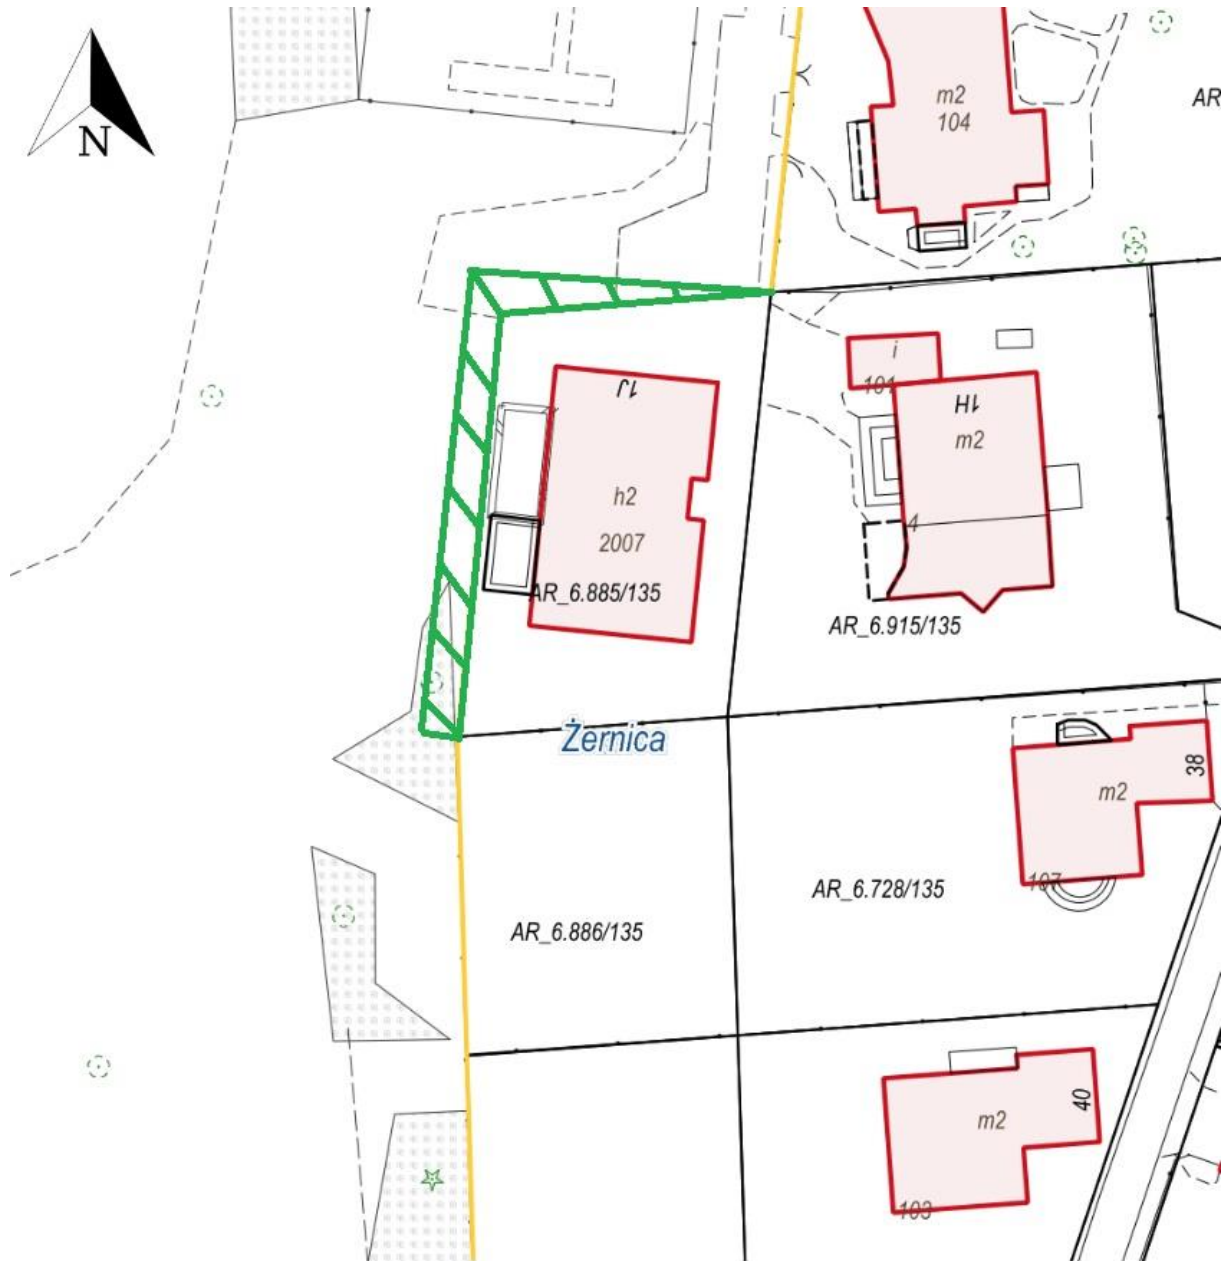 N
m2
104
AR
1J
i
101
1H
m2
h2
2007
4
AR_6.885/135
AR_6.915/135
Żernica
38
m2
107
AR_6.728/135
AR_6.886/135
40
m2
103